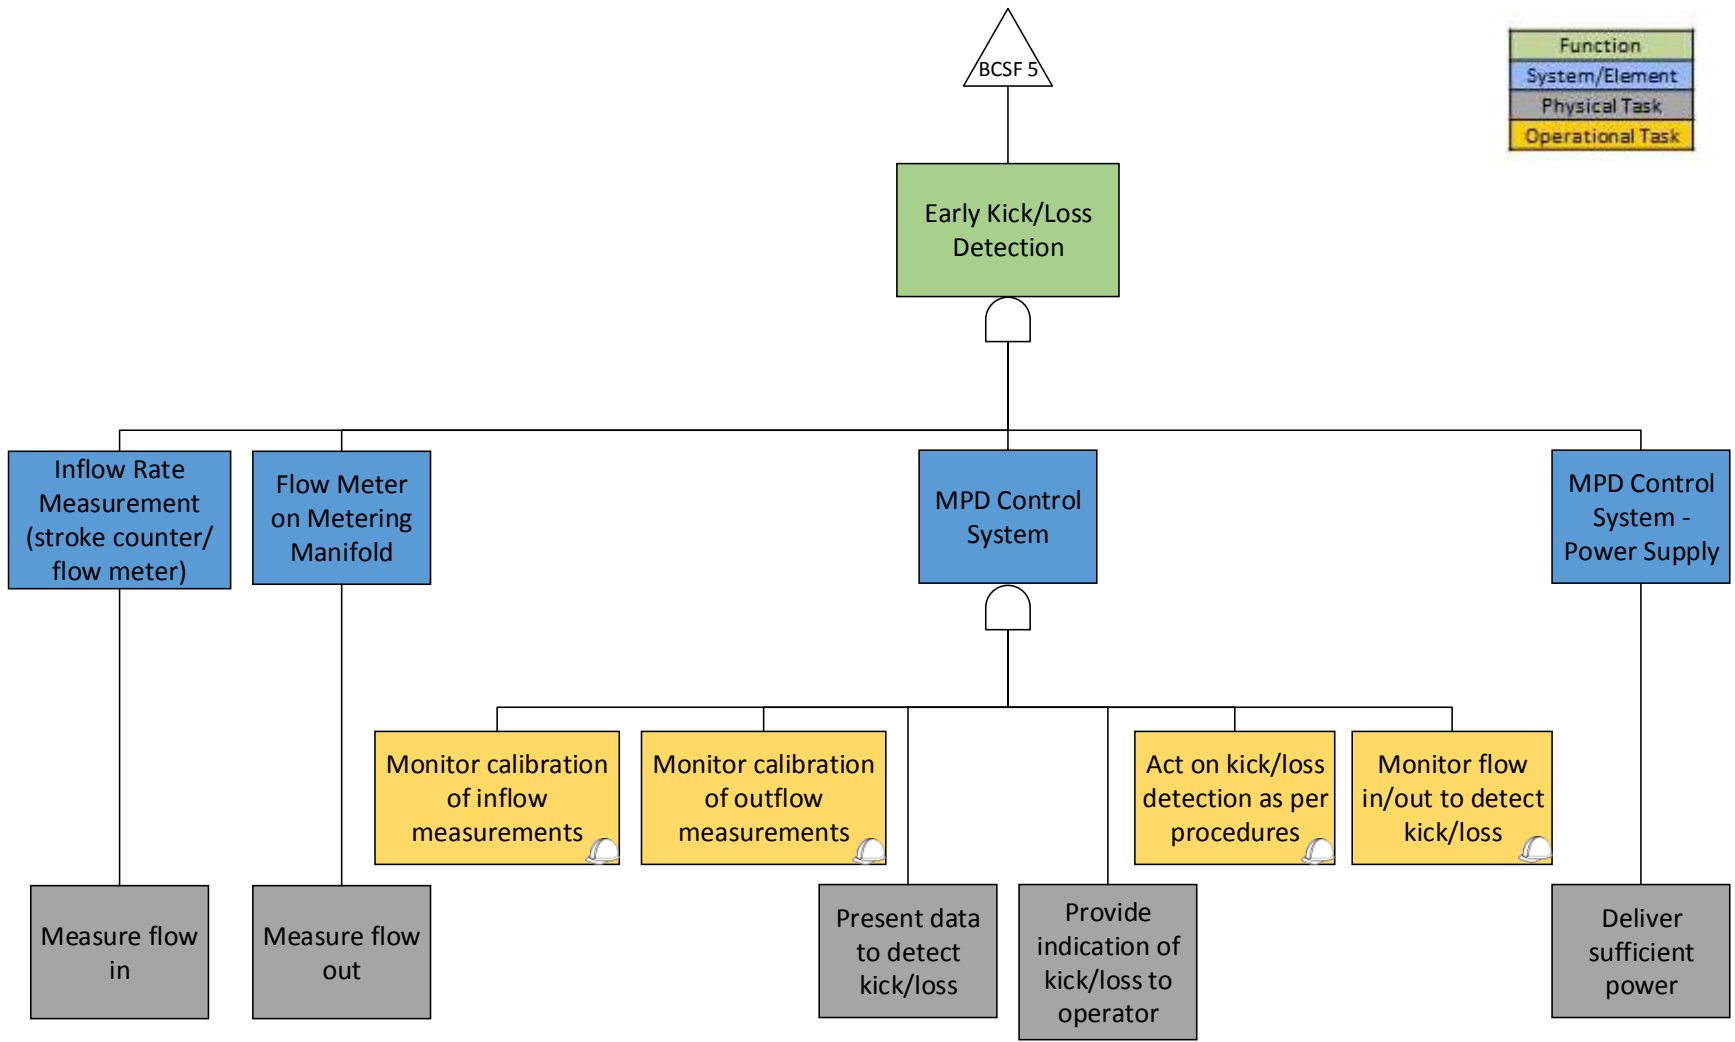 BCSF 5
Function
System/Element
Physical Task
Operational Task
Early Kick/Loss
Detection
Inflow Rate
Measurement
(stroke counter/
flow meter)
Flow Meter
on Metering
Manifold
MPD Control
System
MPD Control
System -
Power Supply
Monitor calibration
of inflow
measurements
Monitor calibration
of outflow
measurements
Act on kick/loss
detection as per
procedures
Monitor flow
in/out to detect
kick/loss
Measure flow
in
Measure flow
out
Present data
to detect
kick/loss
Provide
indication of
kick/loss to
operator
Deliver
sufficient
power